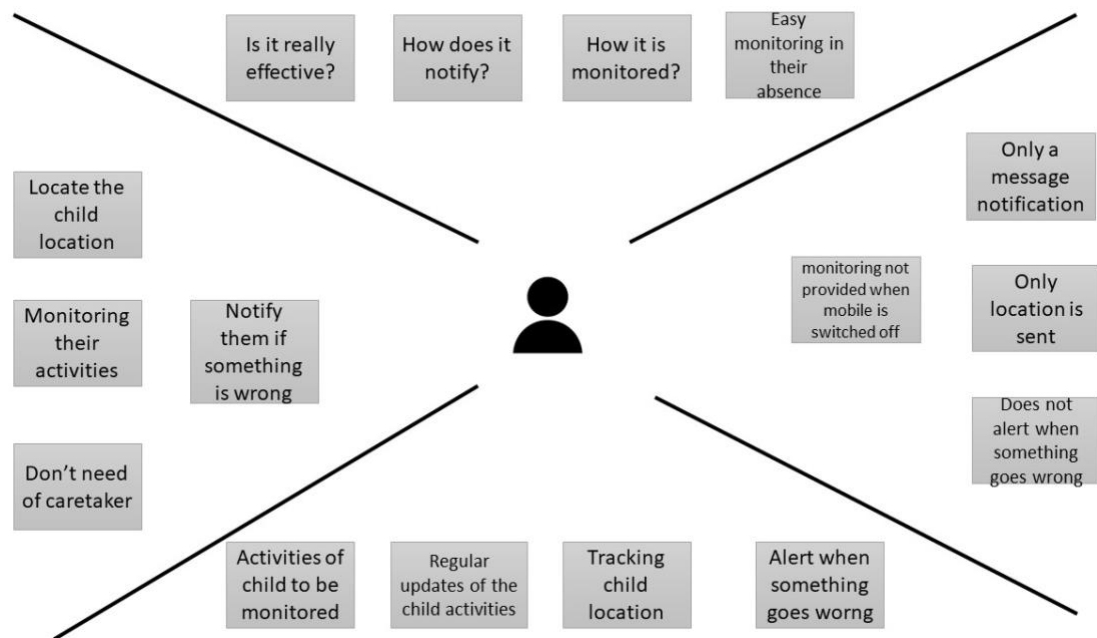 Is it really
effective?
How does it
notify?
How it is
monitored?
Easy
monitoring in
their
absence
Locate the
child
location
Monitoring
their
activities
Notify
them if
something
is wrong
Don’t need
of caretaker
Only a
message
notification
monitoring not
provided when
mobile is
switched off
Only
location is
sent
Does not
alert when
something
goes wrong
Activities of
child to be
monitored
Regular
updates of the
child activities
Tracking
child
location
Alert when
something
goes worng